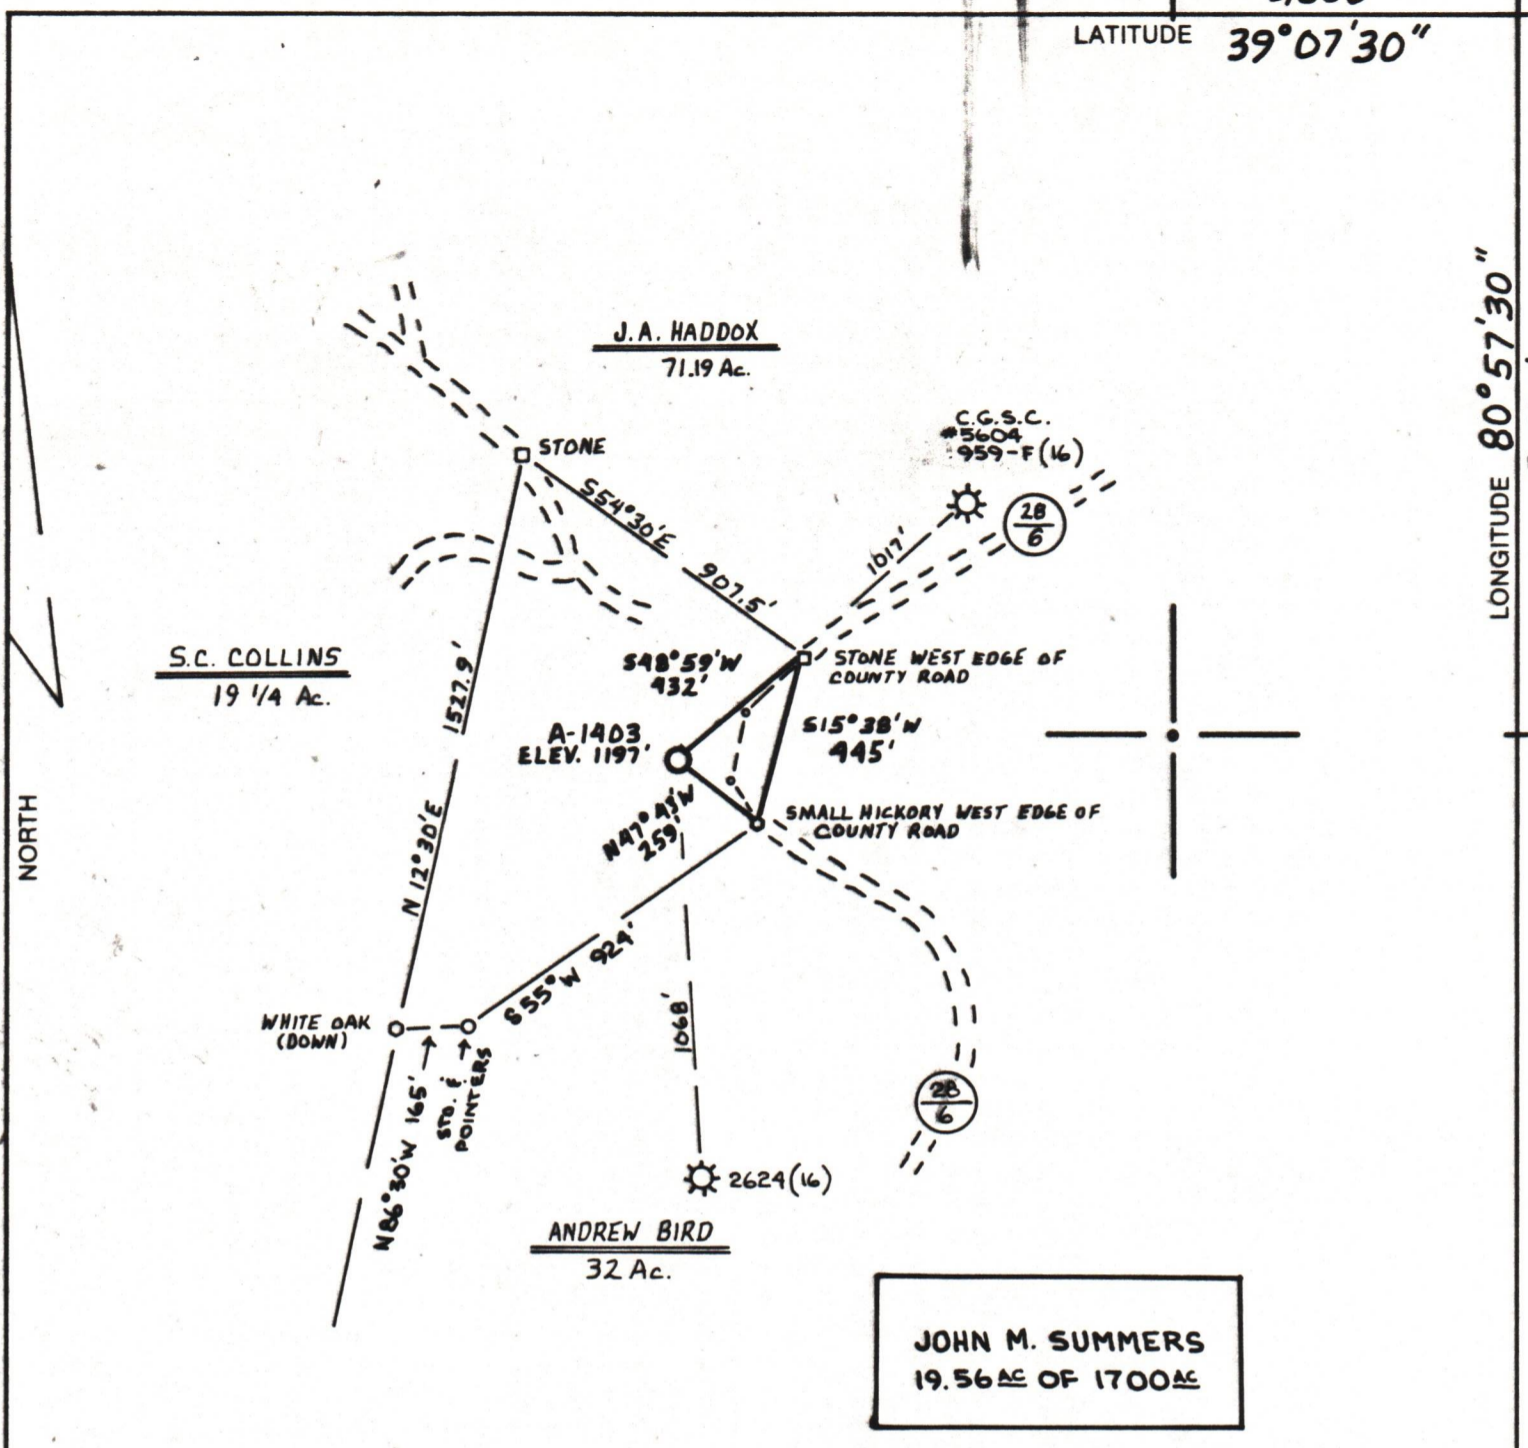 LATITUDE 39°07'30"
LONGITUDE 80°57'30"
J.A. HADDOX
71.19 Ac.
C.G.S.C.
#5604
959-F(16)
STONE
28
6
S54°30'E
907.5'
1017'
S.C. COLLINS
19 1/4 Ac.
1527.9'
N 12°30'E
S48°59'W
432'
STONE WEST EDGE OF
COUNTY ROAD
A-1403
ELEV. 1197'
S15°38'W
445'
NORTH
N47°43'W
259'
SMALL HICKORY WEST EDGE OF
COUNTY ROAD
S55°W 924'
WHITE OAK
(DOWN)
1068'
N86°30'W 165'
STO. &
POINTERS
28
6
2624(16)
ANDREW BIRD
32 Ac.
JOHN M. SUMMERS
19.56 AC OF 1700 AC